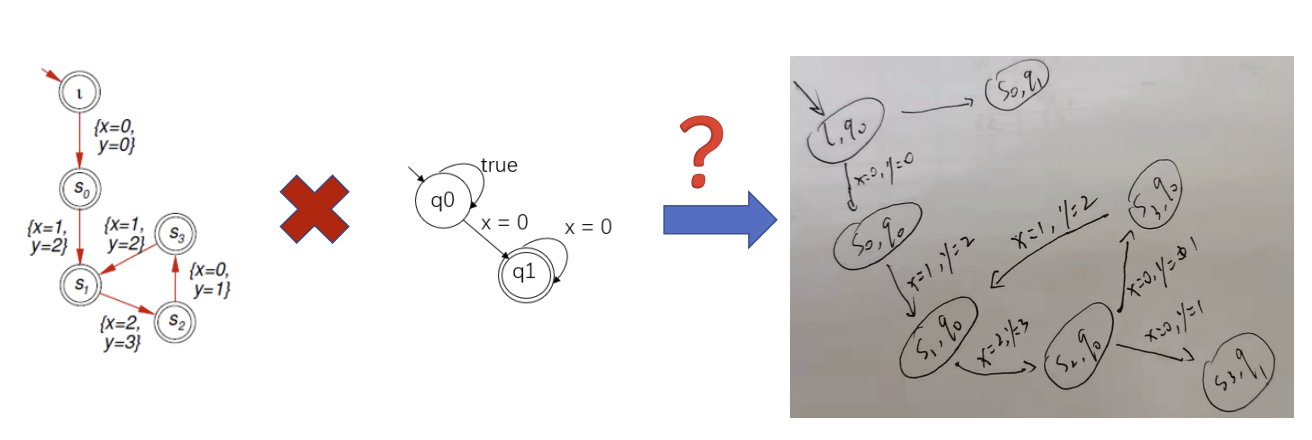 ι
{x=0,
y=0}
s0
{x=1,
y=2}
{x=1,
y=2}
s3
s1
{x=0,
y=1}
s2
{x=2,
y=3}
true
q0
x = 0
x = 0
q1
?
ι, q0
s0, q1
x=0, y=0
s0, q0
x=1, y=2
x=1, y=2
s3, q0
s1, q0
x=2, y=3
s2, q0
x=0, y=1
x=0, y=1
s3, q1